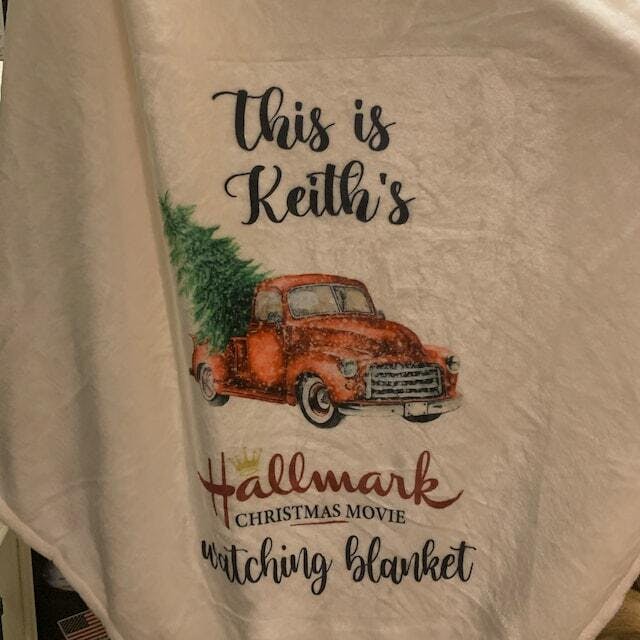 This is
Keith's
Hallmark
CHRISTMAS MOVIE
watching blanket